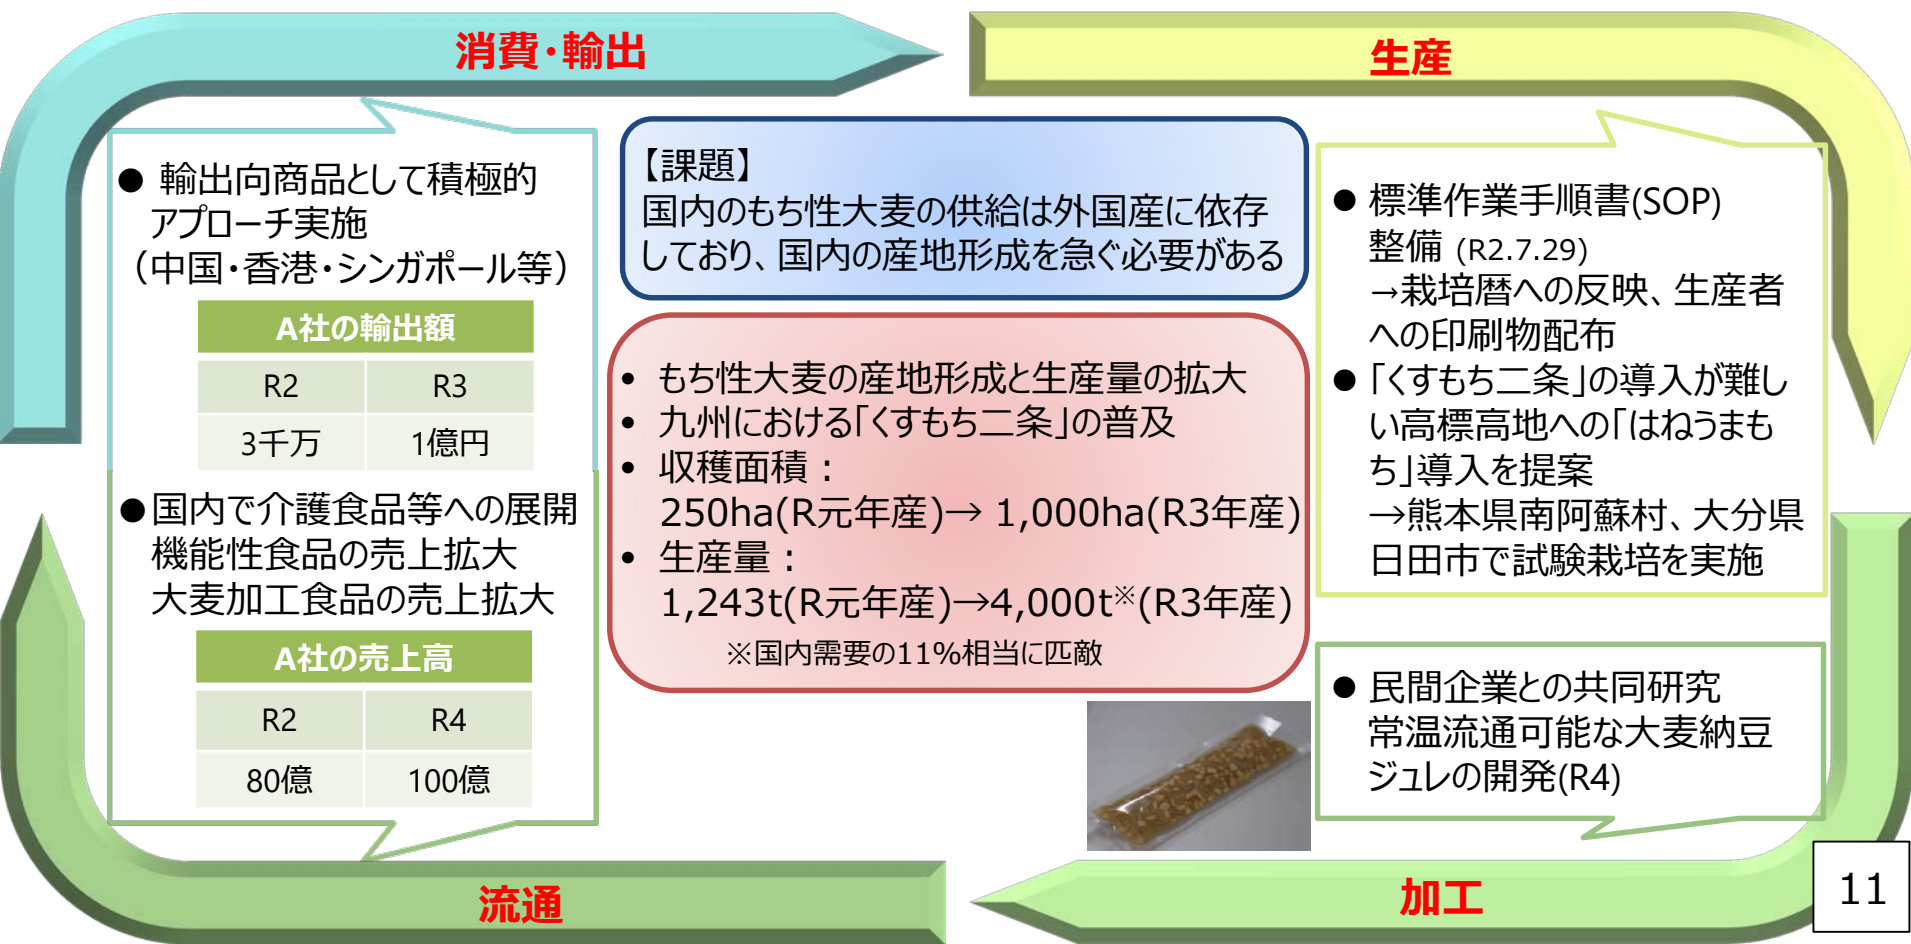 消費・輸出
生産
● 輸出向商品として積極的
アプローチ実施
（中国・香港・シンガポール等）
A社の輸出額
R2 R3
3千万 1億円
●国内で介護食品等への展開
機能性食品の売上拡大
大麦加工食品の売上拡大
A社の売上高
R2 R4
80億 100億
【課題】
国内のもち性大麦の供給は外国産に依存
しており、国内の産地形成を急ぐ必要がある
• もち性大麦の産地形成と生産量の拡大
• 九州における「くすもち二条」の普及
• 収穫面積：
250ha(R元年産)→ 1,000ha(R3年産)
• 生産量：
1,243t(R元年産)→4,000t※(R3年産)
※国内需要の11%相当に匹敵
● 標準作業手順書(SOP)
整備 (R2.7.29)
→栽培暦への反映、生産者
への印刷物配布
● 「くすもち二条」の導入が難し
い高標高地への「はねうまも
ち」導入を提案
→熊本県南阿蘇村、大分県
日田市で試験栽培を実施
● 民間企業との共同研究
常温流通可能な大麦納豆
ジュレの開発(R4)
流通
加工
11